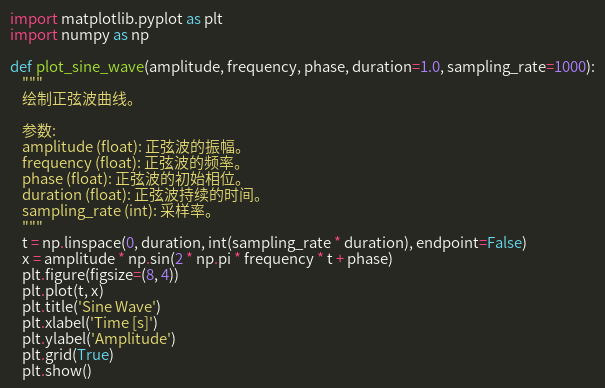 import matplotlib.pyplot as plt
import numpy as np
def plot_sine_wave(amplitude, frequency, phase, duration=1.0, sampling_rate=1000):
"""
绘制正弦波曲线。
参数:
amplitude (float): 正弦波的振幅。
frequency (float): 正弦波的频率。
phase (float): 正弦波的初始相位。
duration (float): 正弦波持续的时间。
sampling_rate (int): 采样率。
"""
t = np.linspace(0, duration, int(sampling_rate * duration), endpoint=False)
x = amplitude * np.sin(2 * np.pi * frequency * t + phase)
plt.figure(figsize=(8, 4))
plt.plot(t, x)
plt.title('Sine Wave')
plt.xlabel('Time [s]')
plt.ylabel('Amplitude')
plt.grid(True)
plt.show()